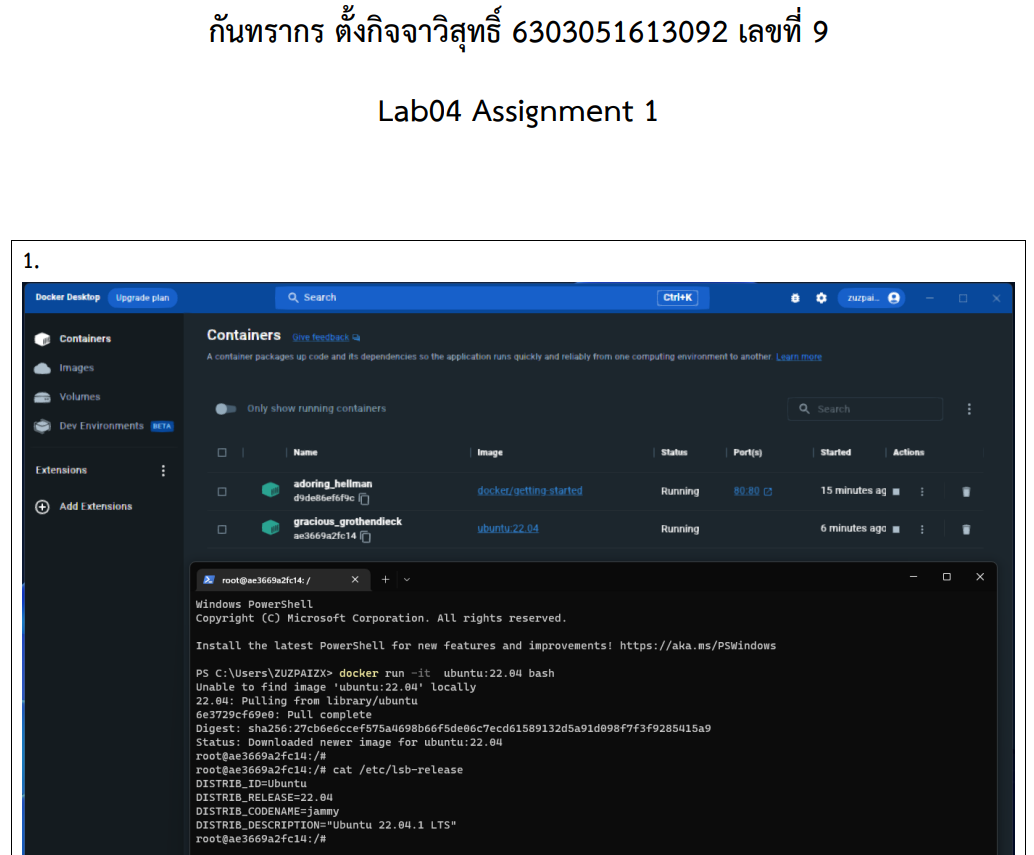 กันทรากร ตั้งกิจจาวิสุทธิ์ 6303051613092 เลขที่ 9
Lab04 Assignment 1
1.
Docker Desktop Upgrade plan Search Ctrl+K zuzpai...
Containers
Images
Volumes
Dev Environments BETA
Extensions
Add Extensions
Containers Give feedback
A container packages up code and its dependencies so the application runs quickly and reliably from one computing environment to another. Learn more
Only show running containers Search
Name Image Status Port(s) Started Actions
adoring_hellman docker/getting-started Running 80:80 15 minutes ag
d9de86ef6f9c
gracious_grothendieck ubuntu:22.04 Running 6 minutes ago
ae3669a2fc14
root@ae3669a2fc14: /
Windows PowerShell
Copyright (C) Microsoft Corporation. All rights reserved.
Install the latest PowerShell for new features and improvements! https://aka.ms/PSWindows
PS C:\Users\ZUZPAIZX> docker run -it  ubuntu:22.04 bash
Unable to find image 'ubuntu:22.04' locally
22.04: Pulling from library/ubuntu
6e3729cf69e0: Pull complete
Digest: sha256:27cb6e6ccef575a4698b66f5de06c7ecd61589132d5a91d098f7f3f9285415a9
Status: Downloaded newer image for ubuntu:22.04
root@ae3669a2fc14:/#
root@ae3669a2fc14:/# cat /etc/lsb-release
DISTRIB_ID=Ubuntu
DISTRIB_RELEASE=22.04
DISTRIB_CODENAME=jammy
DISTRIB_DESCRIPTION="Ubuntu 22.04.1 LTS"
root@ae3669a2fc14:/#